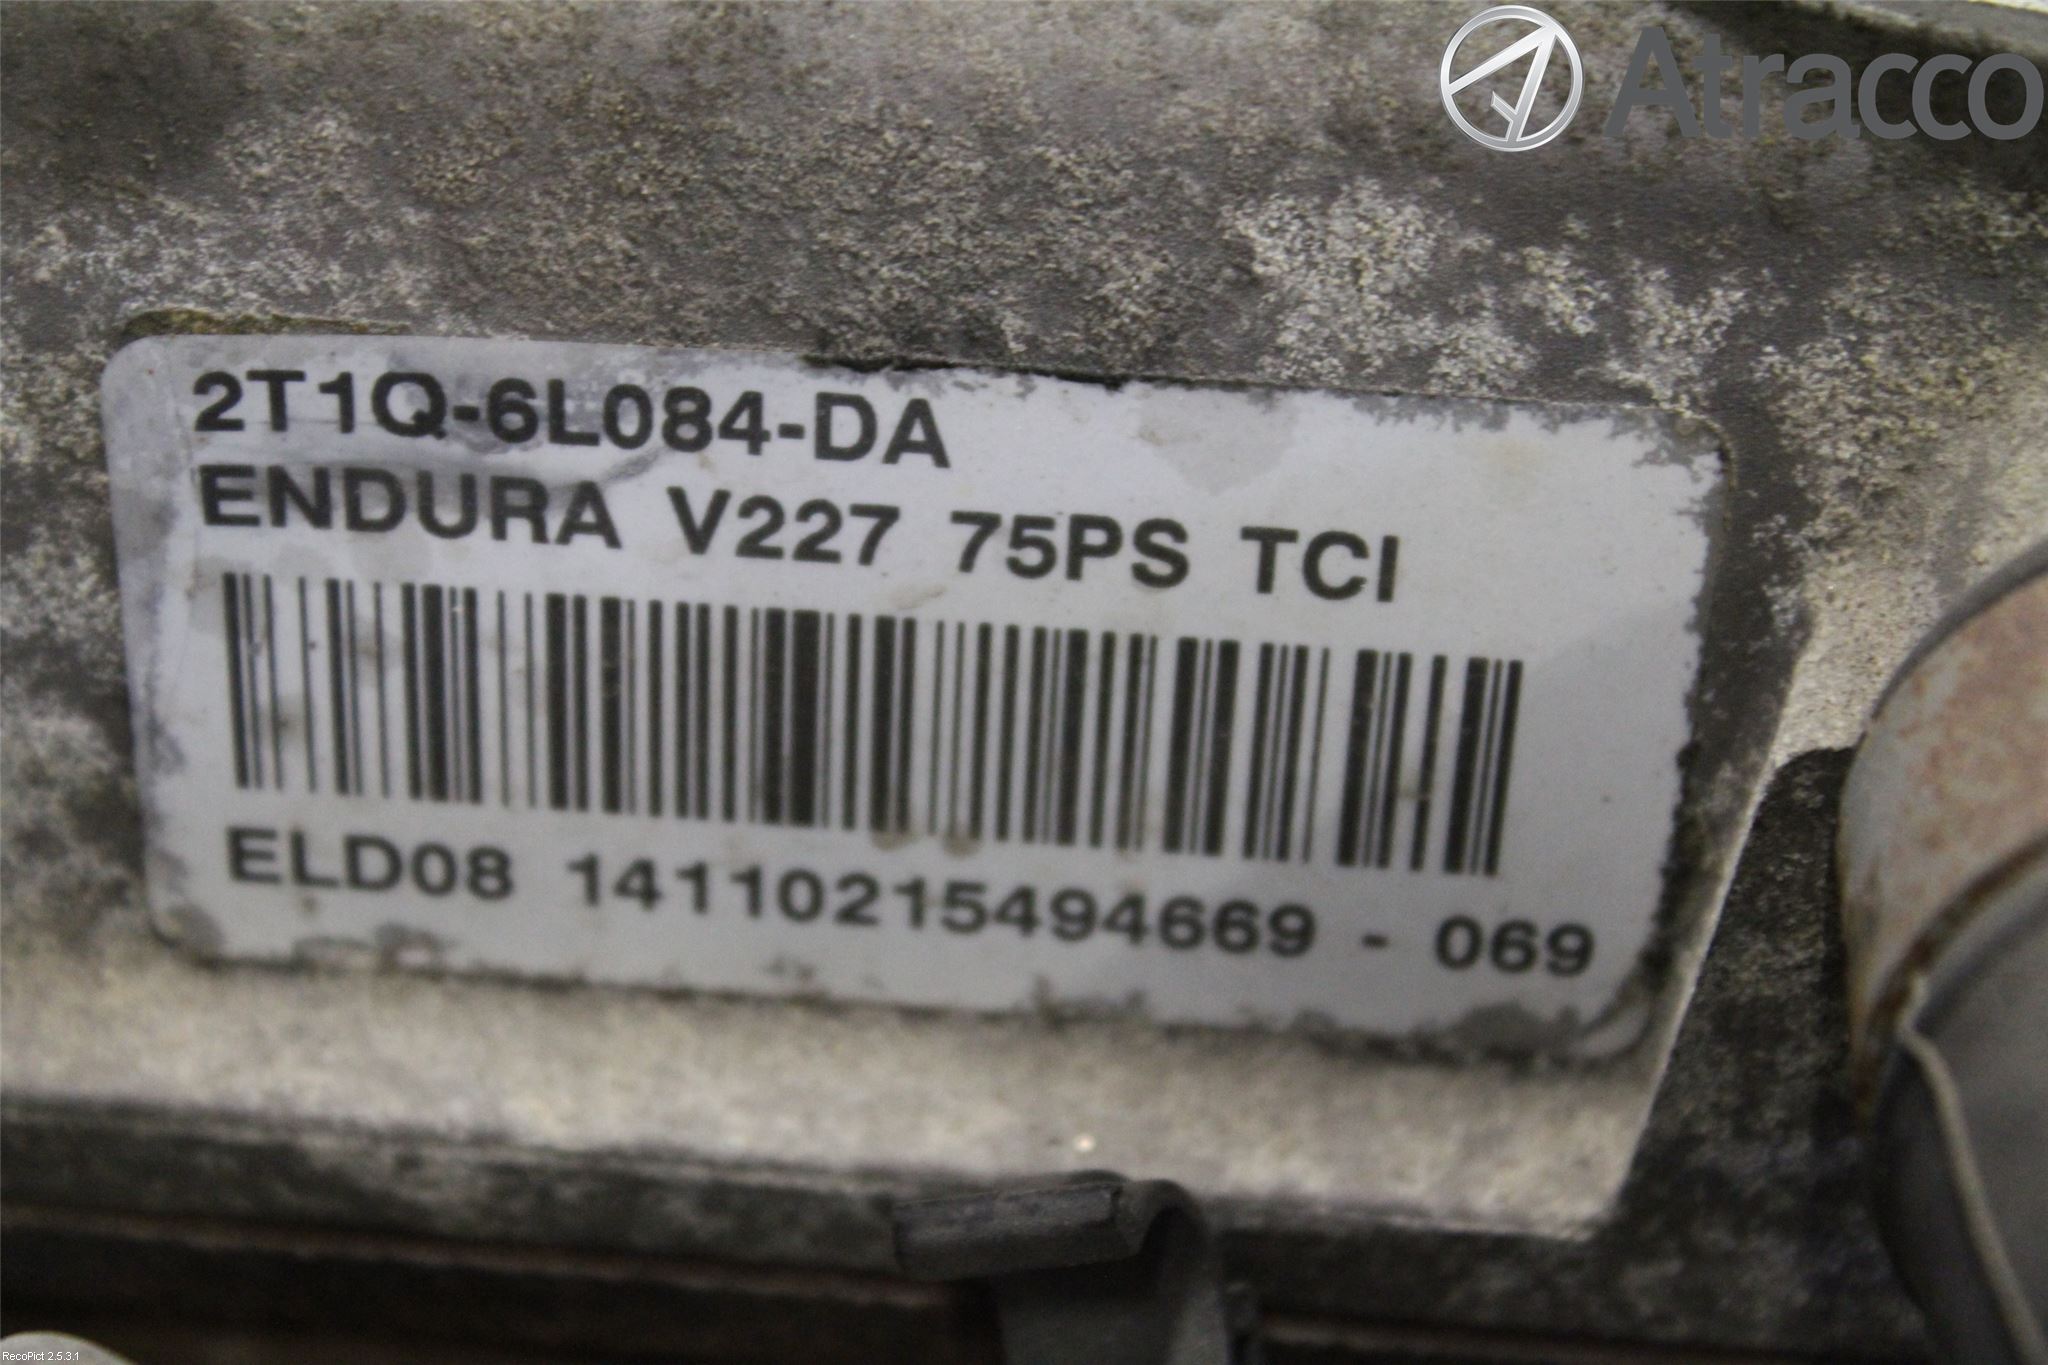 Atracco
2T1Q-6L084-DA
ENDURA V227 75PS TCI
ELD08 14110215494669 - 069
RecoPict 2.5.3.1